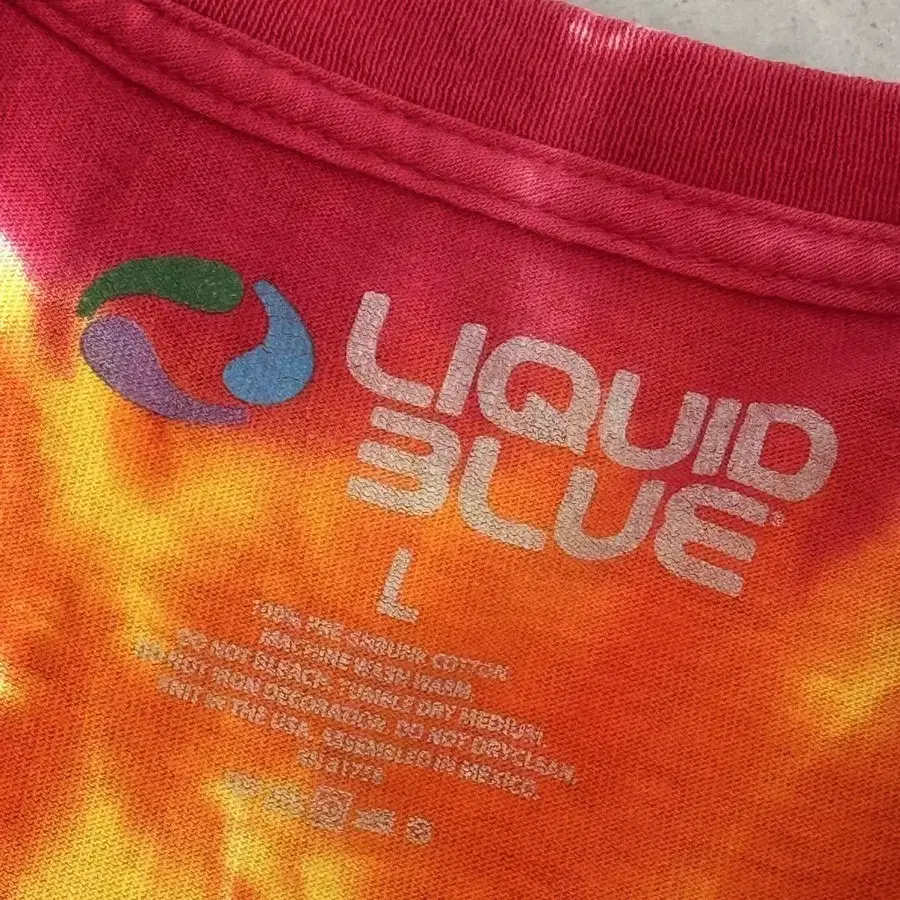 LIQUID
BLUE®
L
100% PRE-SHRUNK COTTON
MACHINE WASH WARM,
DO NOT BLEACH, TUMBLE DRY MEDIUM,
DO NOT IRON DECORATION, DO NOT DRYCLEAN,
KNIT IN THE USA, ASSEMBLED IN MEXICO.